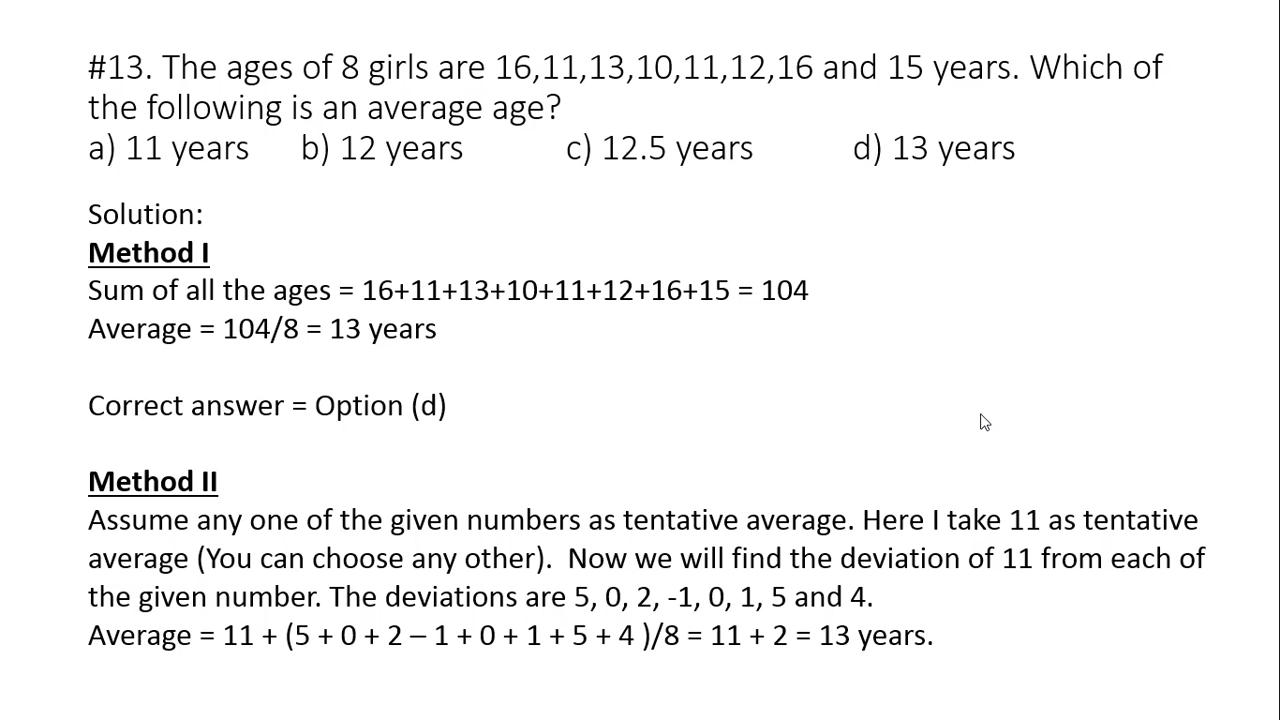 #13. The ages of 8 girls are 16,11,13,10,11,12,16 and 15 years. Which of
the following is an average age?
a) 11 years b) 12 years c) 12.5 years d) 13 years
Solution:
Method I
Sum of all the ages = 16+11+13+10+11+12+16+15 = 104
Average = 104/8 = 13 years
Correct answer = Option (d)
Method II
Assume any one of the given numbers as tentative average. Here I take 11 as tentative
average (You can choose any other).  Now we will find the deviation of 11 from each of
the given number. The deviations are 5, 0, 2, -1, 0, 1, 5 and 4.
Average = 11 + (5 + 0 + 2 – 1 + 0 + 1 + 5 + 4 )/8 = 11 + 2 = 13 years.